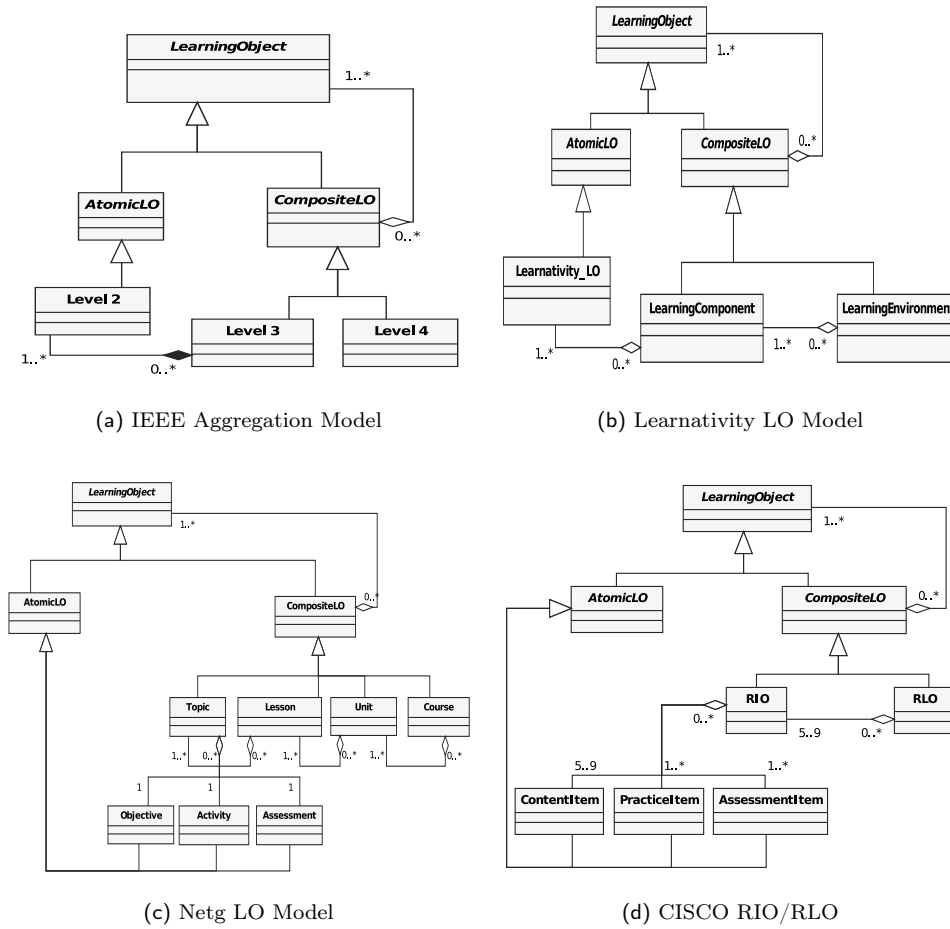 LearningObject
1..*
AtomicLO
CompositeLO
0..*
Level 2
Level 3
Level 4
1..*
0..*
(a) IEEE Aggregation Model
LearningObject
1..*
AtomicLO
CompositeLO
0..*
Learnativity_LO
LearningComponent
LearningEnvironment
1..*
0..*
1..*
0..*
(b) Learnativity LO Model
LearningObject
1..*
AtomicLO
CompositeLO
0..*
Topic
Lesson
Unit
Course
1..*
0..*
0..*
1..*
0..*
1..*
0..*
1
1
1
Objective
Activity
Assessment
(c) Netg LO Model
LearningObject
1..*
AtomicLO
CompositeLO
0..*
RIO
RLO
0..*
5..9
0..*
5..9
1..*
1..*
ContentItem
PracticeItem
AssessmentItem
(d) CISCO RIO/RLO